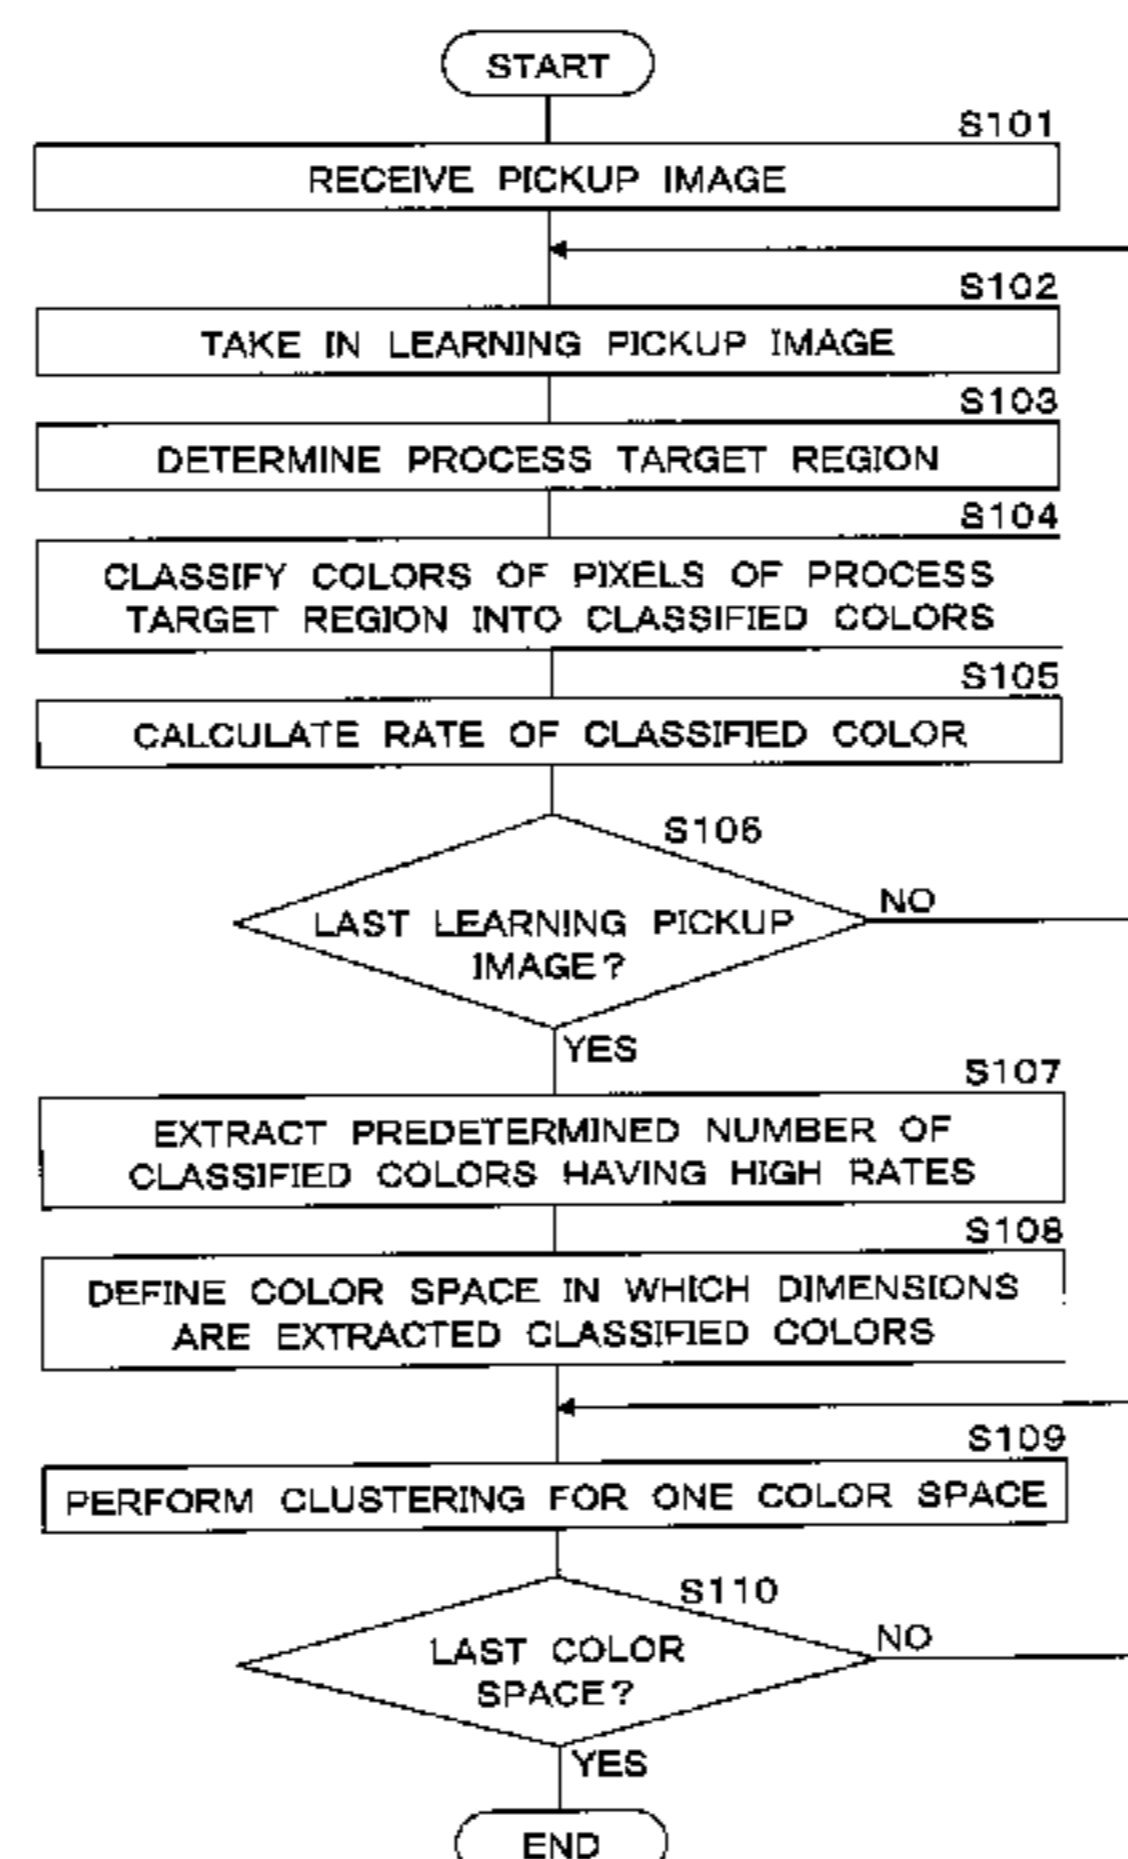 START
S101
RECEIVE PICKUP IMAGE
S102
TAKE IN LEARNING PICKUP IMAGE
S103
DETERMINE PROCESS TARGET REGION
S104
CLASSIFY COLORS OF PIXELS OF PROCESS
TARGET REGION INTO CLASSIFIED COLORS
S105
CALCULATE RATE OF CLASSIFIED COLOR
S106
LAST LEARNING PICKUP
IMAGE?
NO
YES
S107
EXTRACT PREDETERMINED NUMBER OF
CLASSIFIED COLORS HAVING HIGH RATES
S108
DEFINE COLOR SPACE IN WHICH DIMENSIONS
ARE EXTRACTED CLASSIFIED COLORS
S109
PERFORM CLUSTERING FOR ONE COLOR SPACE
S110
LAST COLOR
SPACE?
NO
YES
END